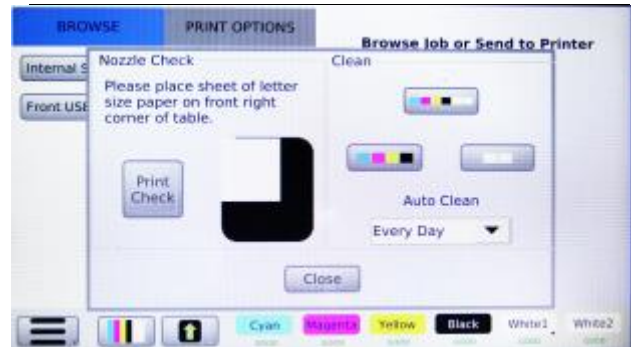 BROWSE
PRINT OPTIONS
Browse Job or Send to Printer
Internal S
Front USB
Nozzle Check
Please place sheet of letter
size paper on front right
corner of table.
Print
Check
Clean
Auto Clean
Every Day
Close
Cyan
Magenta
Yellow
Black
White1
White2